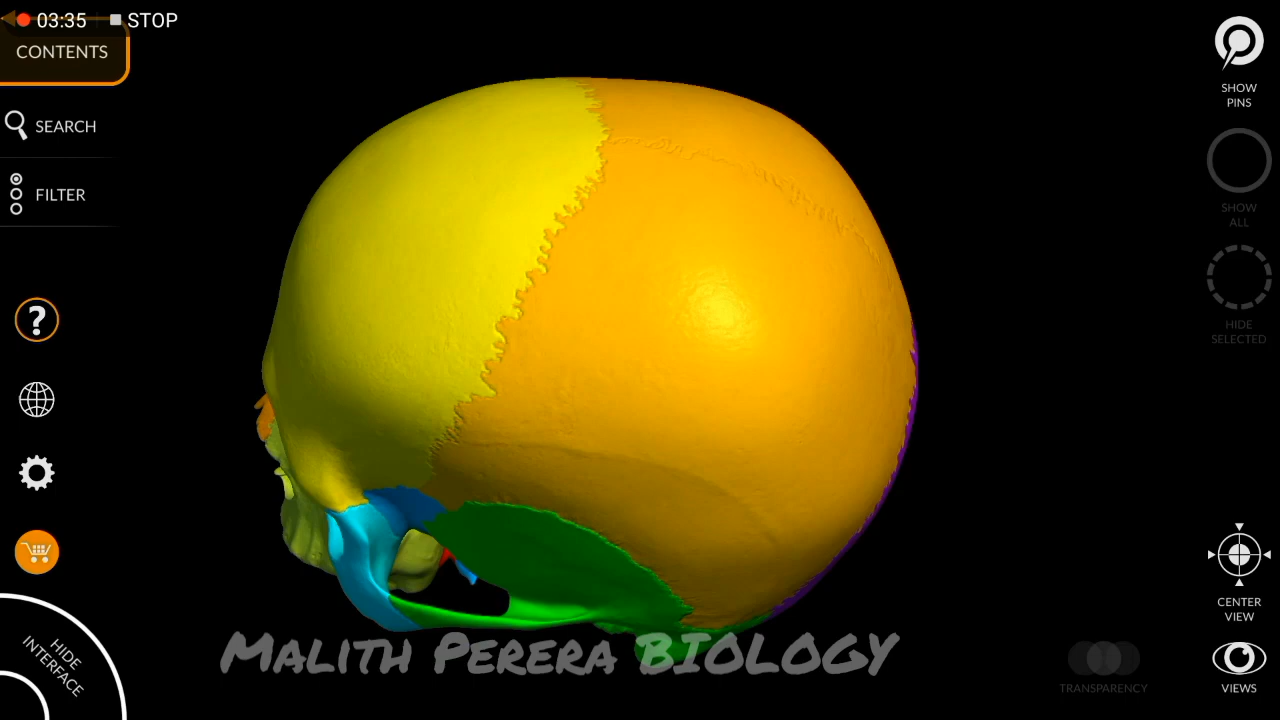 03:35 STOP
CONTENTS
SEARCH
FILTER
?
HIDE
INTERFACE
SHOW
PINS
SHOW
ALL
HIDE
SELECTED
CENTER
VIEW
TRANSPARENCY
VIEWS
MALITH PERERA BIOLOGY